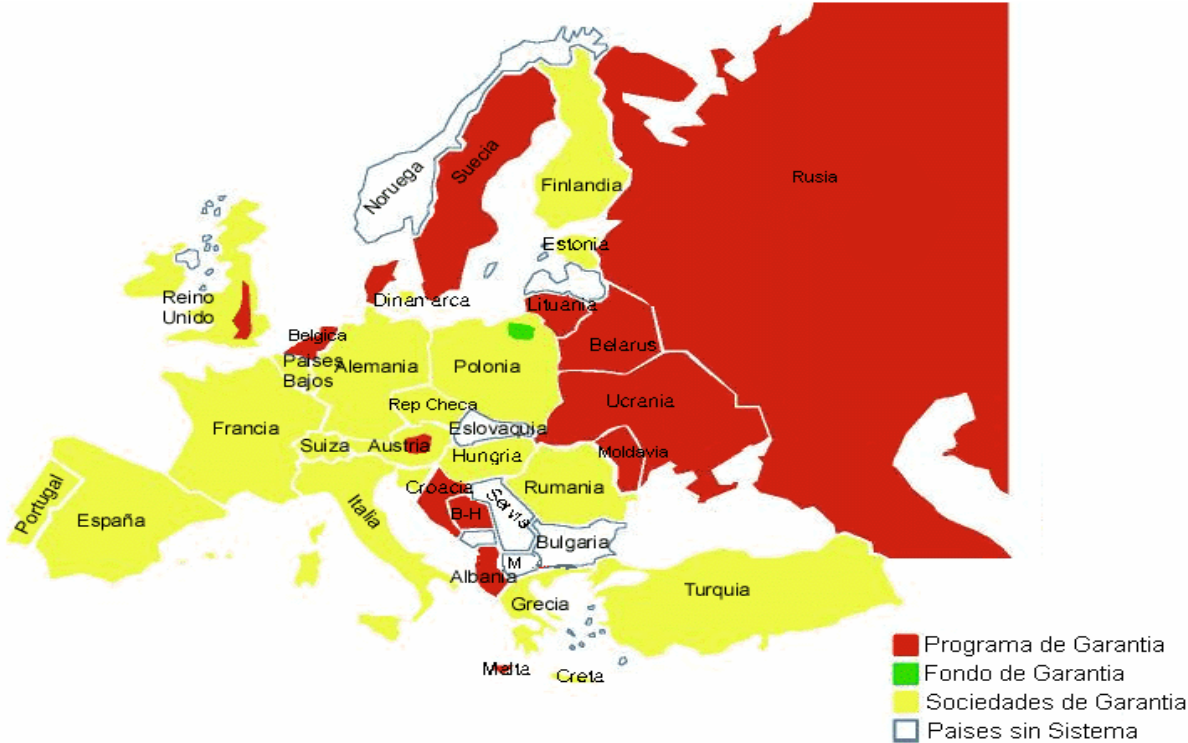 Rusia
Suecia
Noruega
Finlandia
Estonia
Reino
Unido
Dinamarca
Lituania
Belgica
Belarus
Paises
Bajos
Alemania
Polonia
Ucrania
Rep Checa
Francia
Eslovaquia
Suiza
Austria
Moldavia
Hungria
Croacia
Rumania
Servia
Portugal
España
Italia
B-H
Bulgaria
M
Albania
Turquia
Grecia
Malta
Creta
Programa de Garantia
Fondo de Garantia
Sociedades de Garantia
Paises sin Sistema